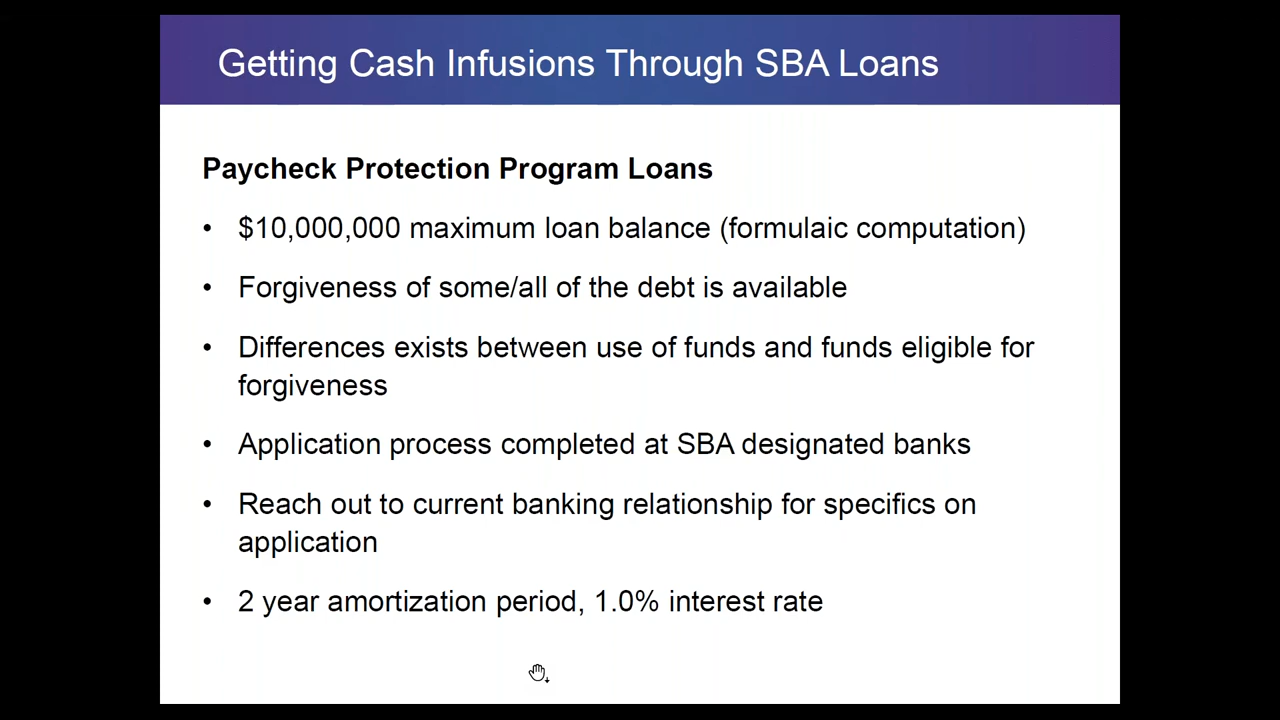 Getting Cash Infusions Through SBA Loans
Paycheck Protection Program Loans
• $10,000,000 maximum loan balance (formulaic computation)
• Forgiveness of some/all of the debt is available
• Differences exists between use of funds and funds eligible for
forgiveness
• Application process completed at SBA designated banks
• Reach out to current banking relationship for specifics on
application
• 2 year amortization period, 1.0% interest rate